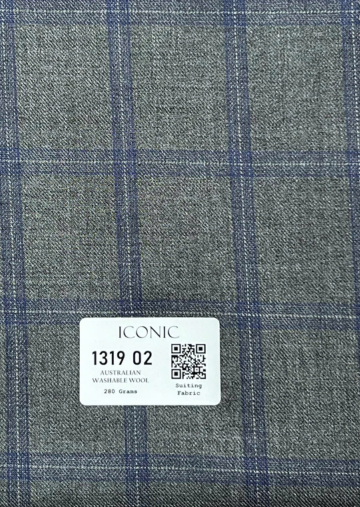 ICONIC
1319 02
AUSTRALIAN
WASHABLE WOOL
280 Grams
Suiting
Fabric